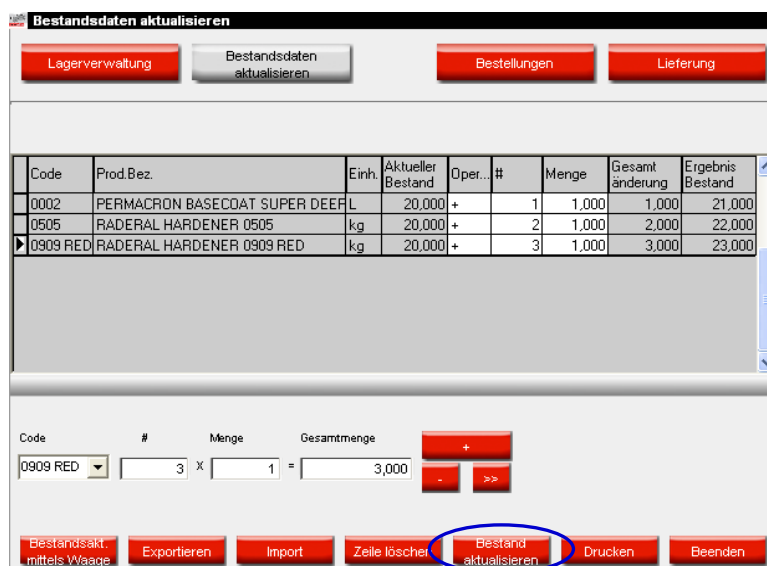 Bestandsdaten aktualisieren
Lagerverwaltung
Bestandsdaten
aktualisieren
Bestellungen
Lieferung
Code Prod.Bez. Einh. Aktueller Bestand Oper... # Menge Gesamt änderung Ergebnis Bestand
0002 PERMACRON BASECOAT SUPER DEEP L 20,000 + 1 1,000 1,000 21,000
0505 RADERAL HARDENER 0505 kg 20,000 + 2 1,000 2,000 22,000
0909 RED RADERAL HARDENER 0909 RED kg 20,000 + 3 1,000 3,000 23,000
Code # Menge Gesamtmenge
0909 RED 3 X 1 = 3,000
+
- >>
Bestandsakt.
mittels Waage
Exportieren
Import
Zeile löschen
Bestand
aktualisieren
Drucken
Beenden